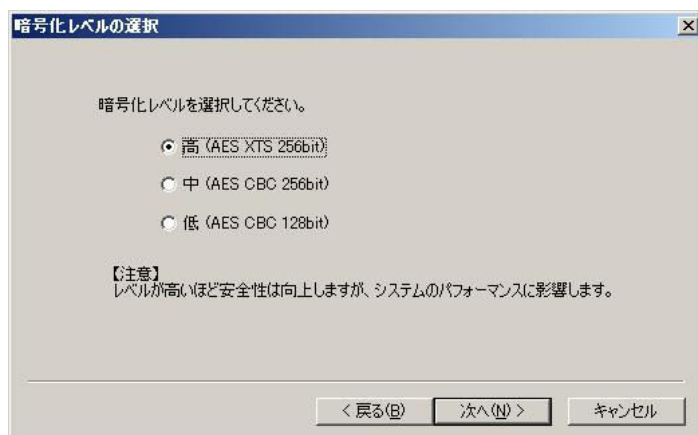 暗号化レベルの選択
暗号化レベルを選択してください。
高 (AES XTS 256bit)
中 (AES CBC 256bit)
低 (AES CBC 128bit)
【注意】
レベルが高いほど安全性は向上しますが、システムのパフォーマンスに影響します。
< 戻る(B)
次へ(N) >
キャンセル